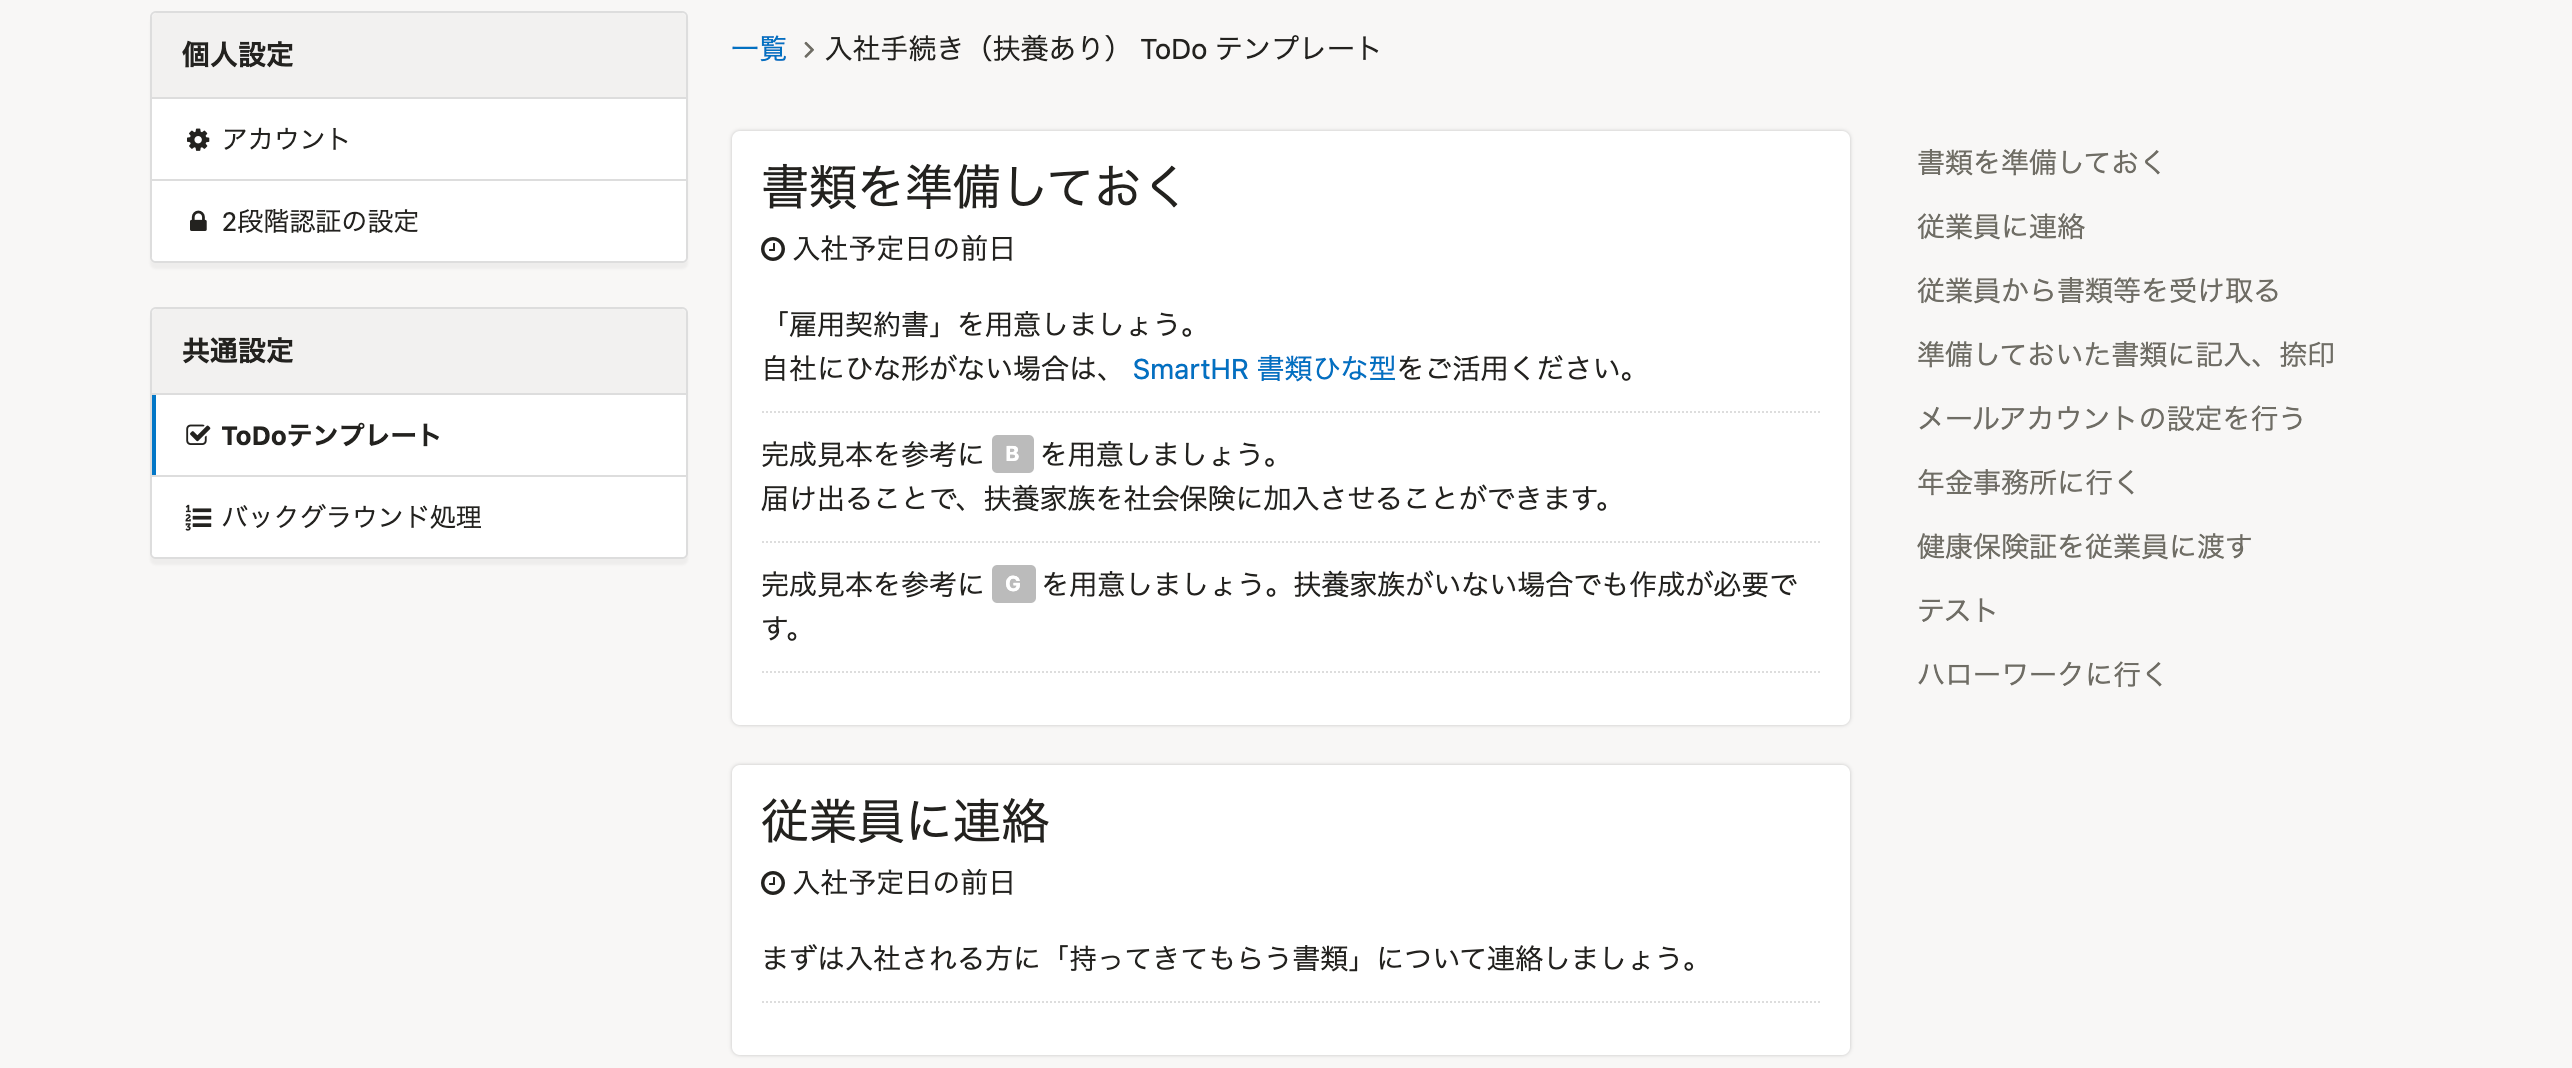 個人設定
アカウント
2段階認証の設定
共通設定
ToDoテンプレート
バックグラウンド処理
一覧 > 入社手続き（扶養あり） ToDo テンプレート
書類を準備しておく
入社予定日の前日
「雇用契約書」を用意しましょう。
自社にひな形がない場合は、 SmartHR 書類ひな型をご活用ください。
完成見本を参考に B を用意しましょう。
届け出ることで、扶養家族を社会保険に加入させることができます。
完成見本を参考に G を用意しましょう。扶養家族がいない場合でも作成が必要で
す。
従業員に連絡
入社予定日の前日
まずは入社される方に「持ってきてもらう書類」について連絡しましょう。
書類を準備しておく
従業員に連絡
従業員から書類等を受け取る
準備しておいた書類に記入、捺印
メールアカウントの設定を行う
年金事務所に行く
健康保険証を従業員に渡す
テスト
ハローワークに行く